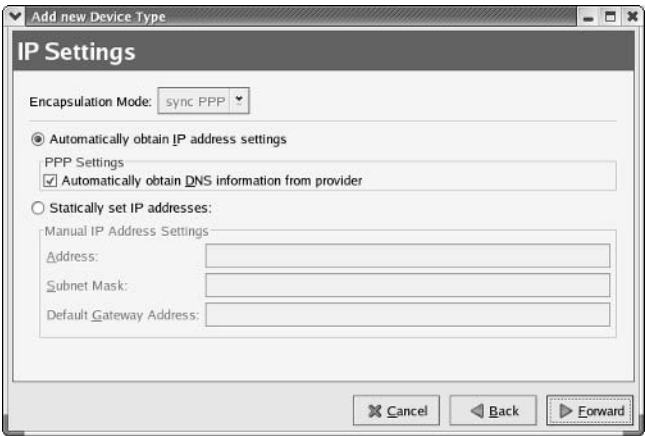 Add new Device Type
IP Settings
Encapsulation Mode: sync PPP
Automatically obtain IP address settings
PPP Settings
Automatically obtain DNS information from provider
Statically set IP addresses:
Manual IP Address Settings
Address:
Subnet Mask:
Default Gateway Address:
Cancel Back Forward